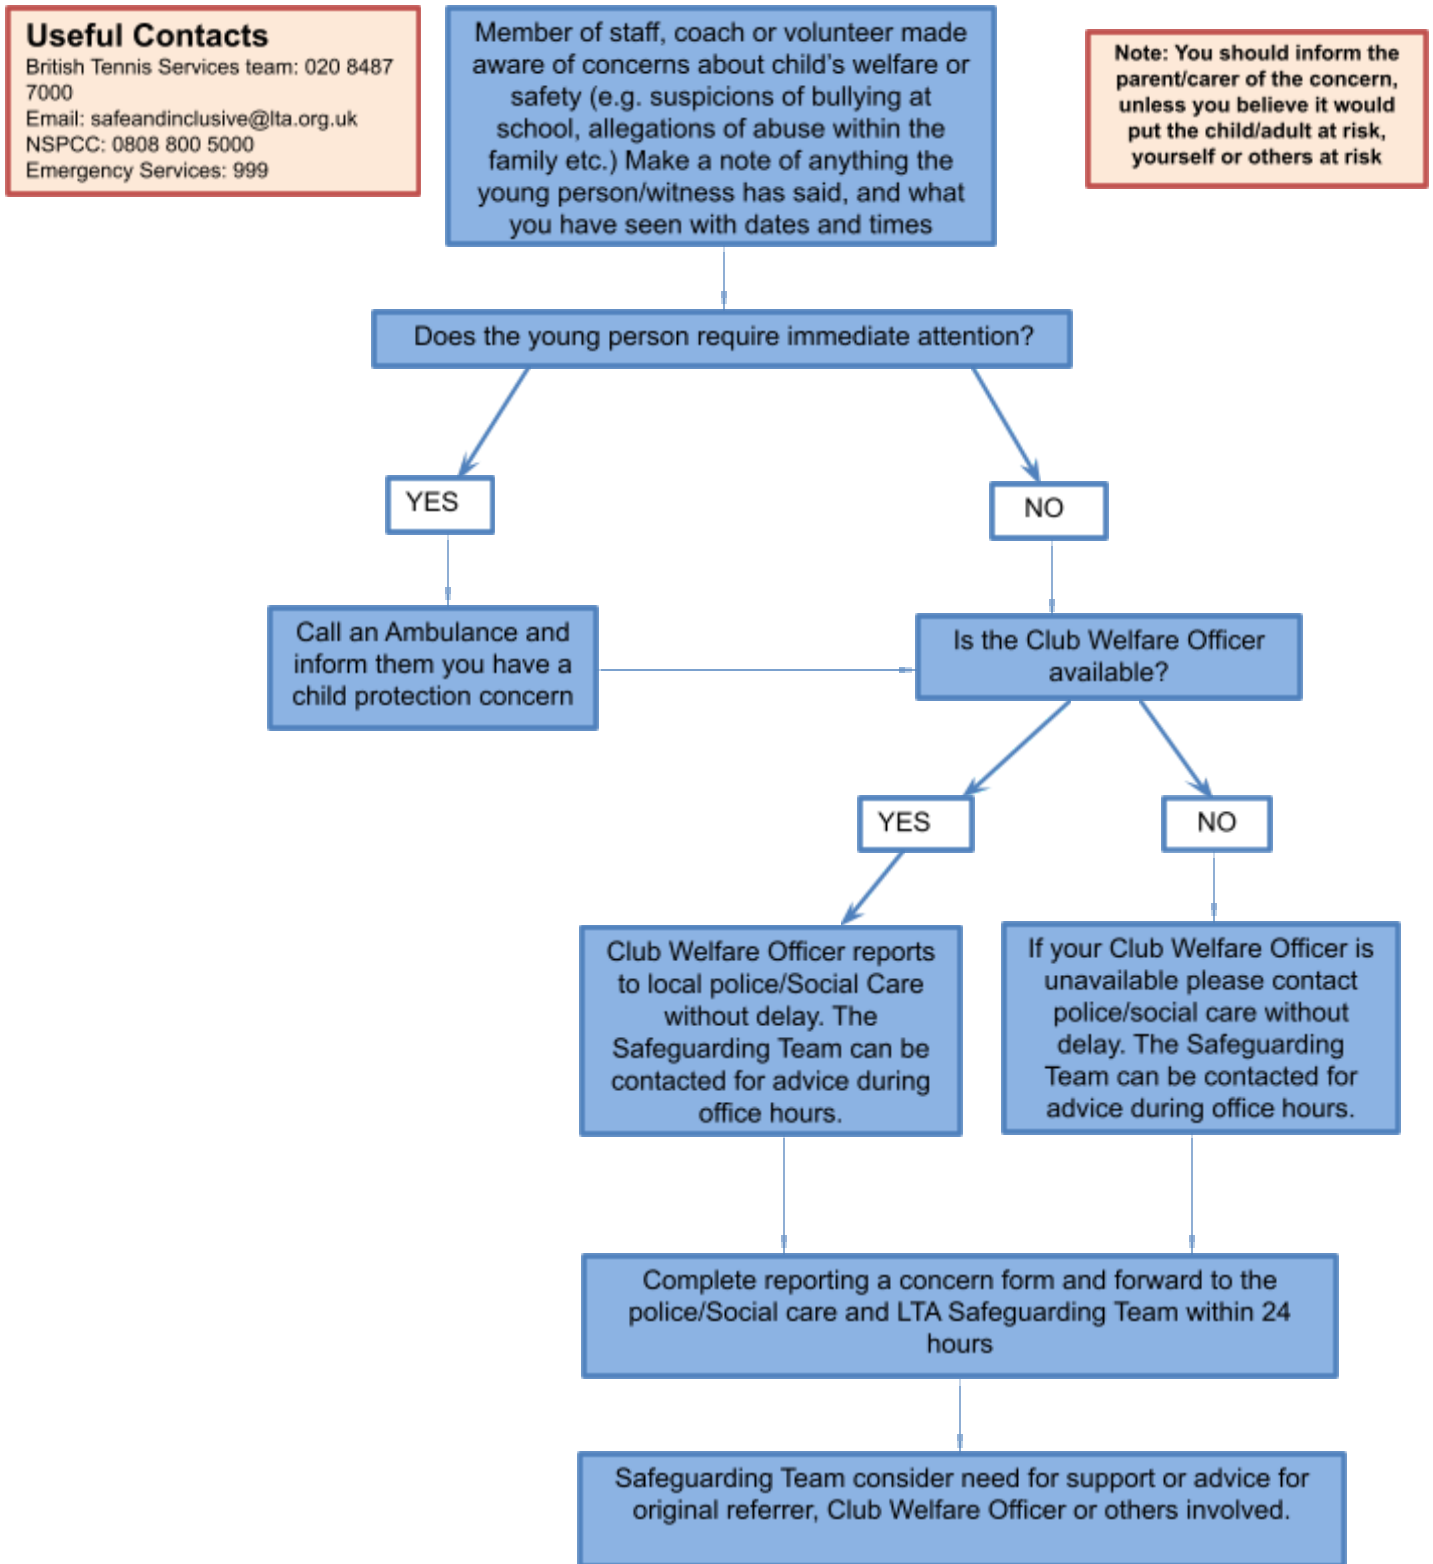 Useful Contacts
British Tennis Services team: 020 8487
7000
Email: safeandinclusive@lta.org.uk
NSPCC: 0808 800 5000
Emergency Services: 999
Member of staff, coach or volunteer made
aware of concerns about child's welfare or
safety (e.g. suspicions of bullying at
school, allegations of abuse within the
family etc.) Make a note of anything the
young person/witness has said, and what
you have seen with dates and times
Note: You should inform the
parent/carer of the concern,
unless you believe it would
put the child/adult at risk,
yourself or others at risk
Does the young person require immediate attention?
YES
NO
Call an Ambulance and
inform them you have a
child protection concern
Is the Club Welfare Officer
available?
YES
NO
Club Welfare Officer reports
to local police/Social Care
without delay. The
Safeguarding Team can be
contacted for advice during
office hours.
If your Club Welfare Officer is
unavailable please contact
police/social care without
delay. The Safeguarding
Team can be contacted for
advice during office hours.
Complete reporting a concern form and forward to the
police/Social care and LTA Safeguarding Team within 24
hours
Safeguarding Team consider need for support or advice for
original referrer, Club Welfare Officer or others involved.